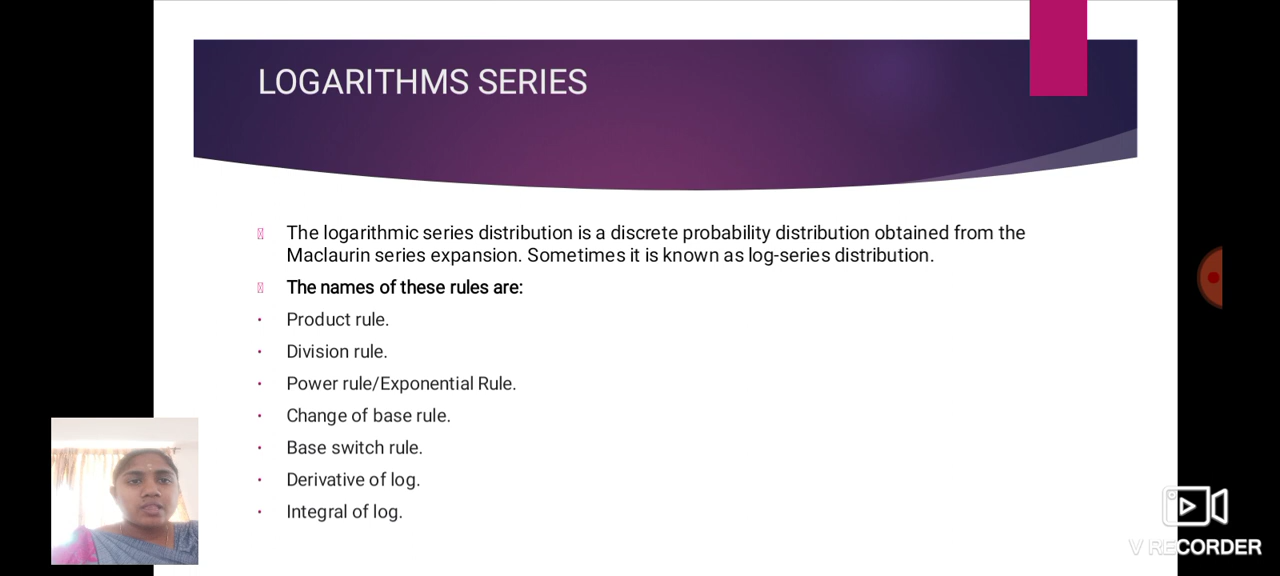 LOGARITHMS SERIES
The logarithmic series distribution is a discrete probability distribution obtained from the
Maclaurin series expansion. Sometimes it is known as log-series distribution.
The names of these rules are:
• Product rule.
• Division rule.
• Power rule/Exponential Rule.
• Change of base rule.
• Base switch rule.
• Derivative of log.
• Integral of log.
V RECORDER